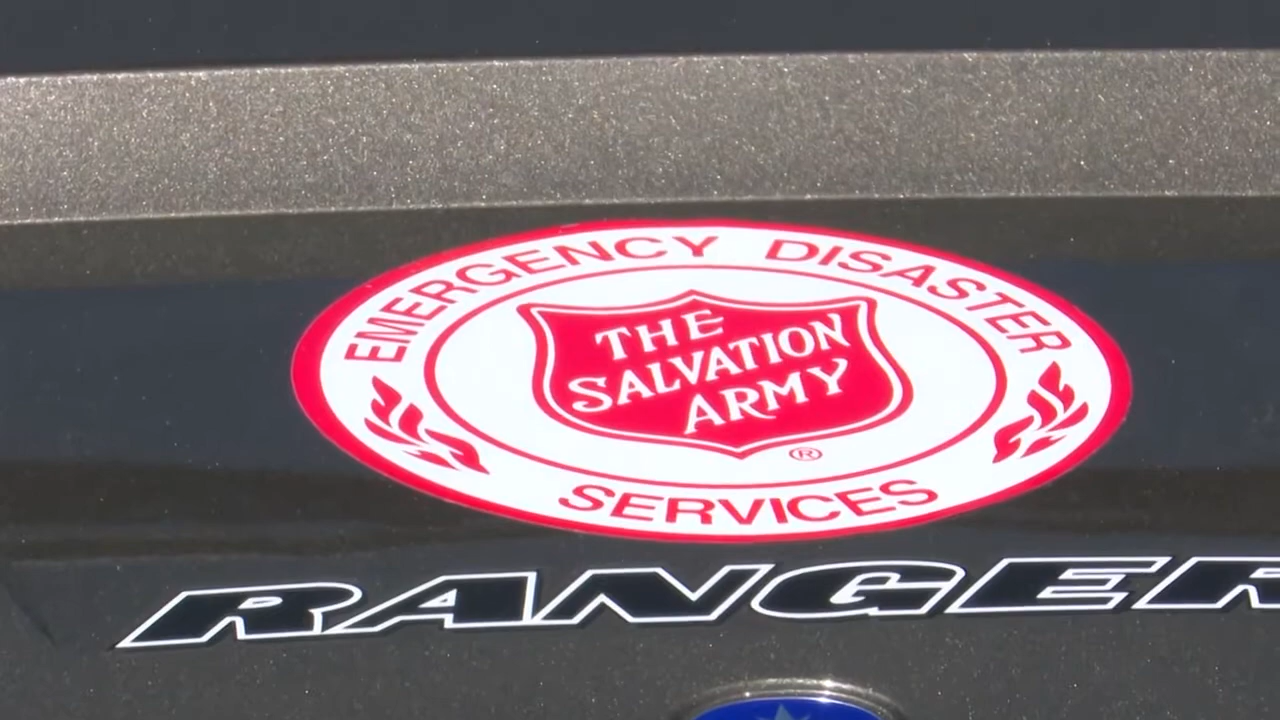 EMERGENCY DISASTER
THE
SALVATION
ARMY
®
SERVICES
RANGER